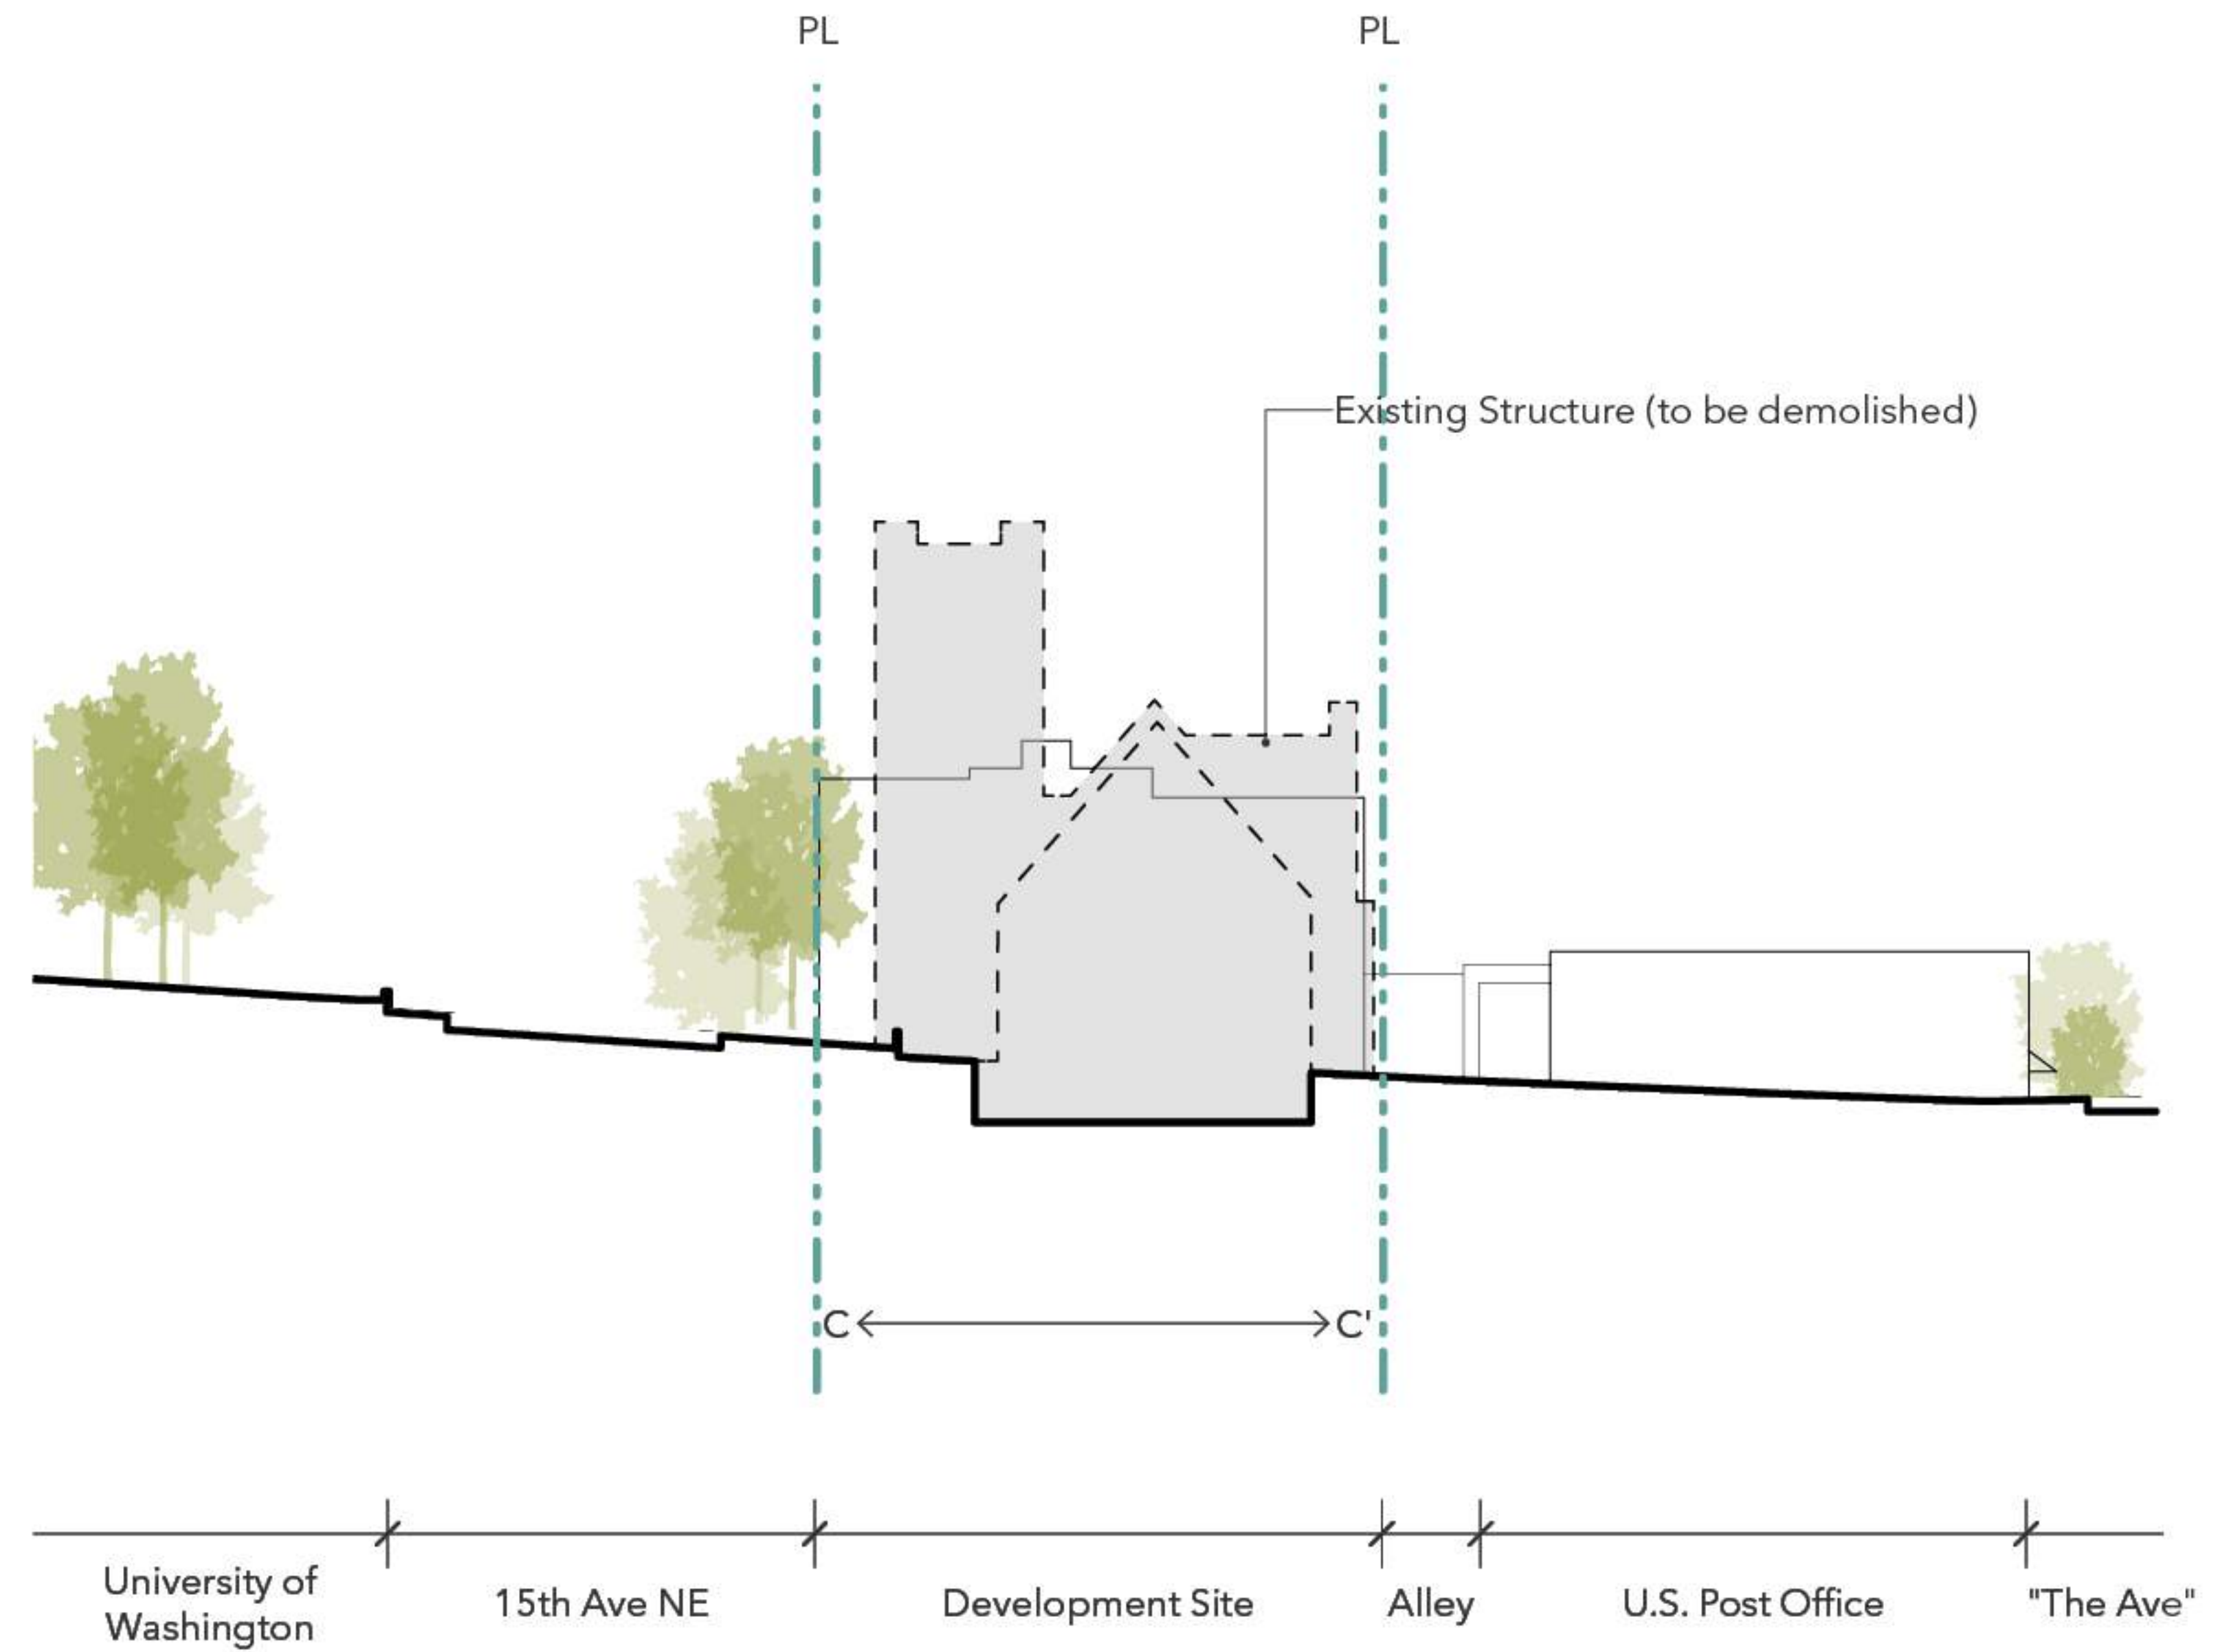 PL
PL
Existing Structure (to be demolished)
C
C'
University of
Washington
15th Ave NE
Development Site
Alley
U.S. Post Office
"The Ave"